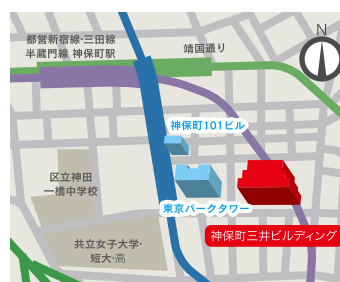 都営新宿線・三田線
半蔵門線 神保町駅
靖国通り
N
神保町101ビル
区立神田
一橋中学校
東京パークタワー
神保町三井ビルディング
共立女子大学・
短大・高